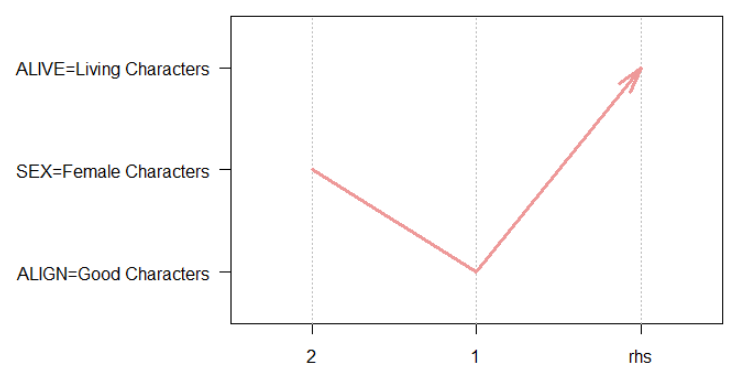 ALIVE=Living Characters
SEX=Female Characters
ALIGN=Good Characters
2
1
rhs